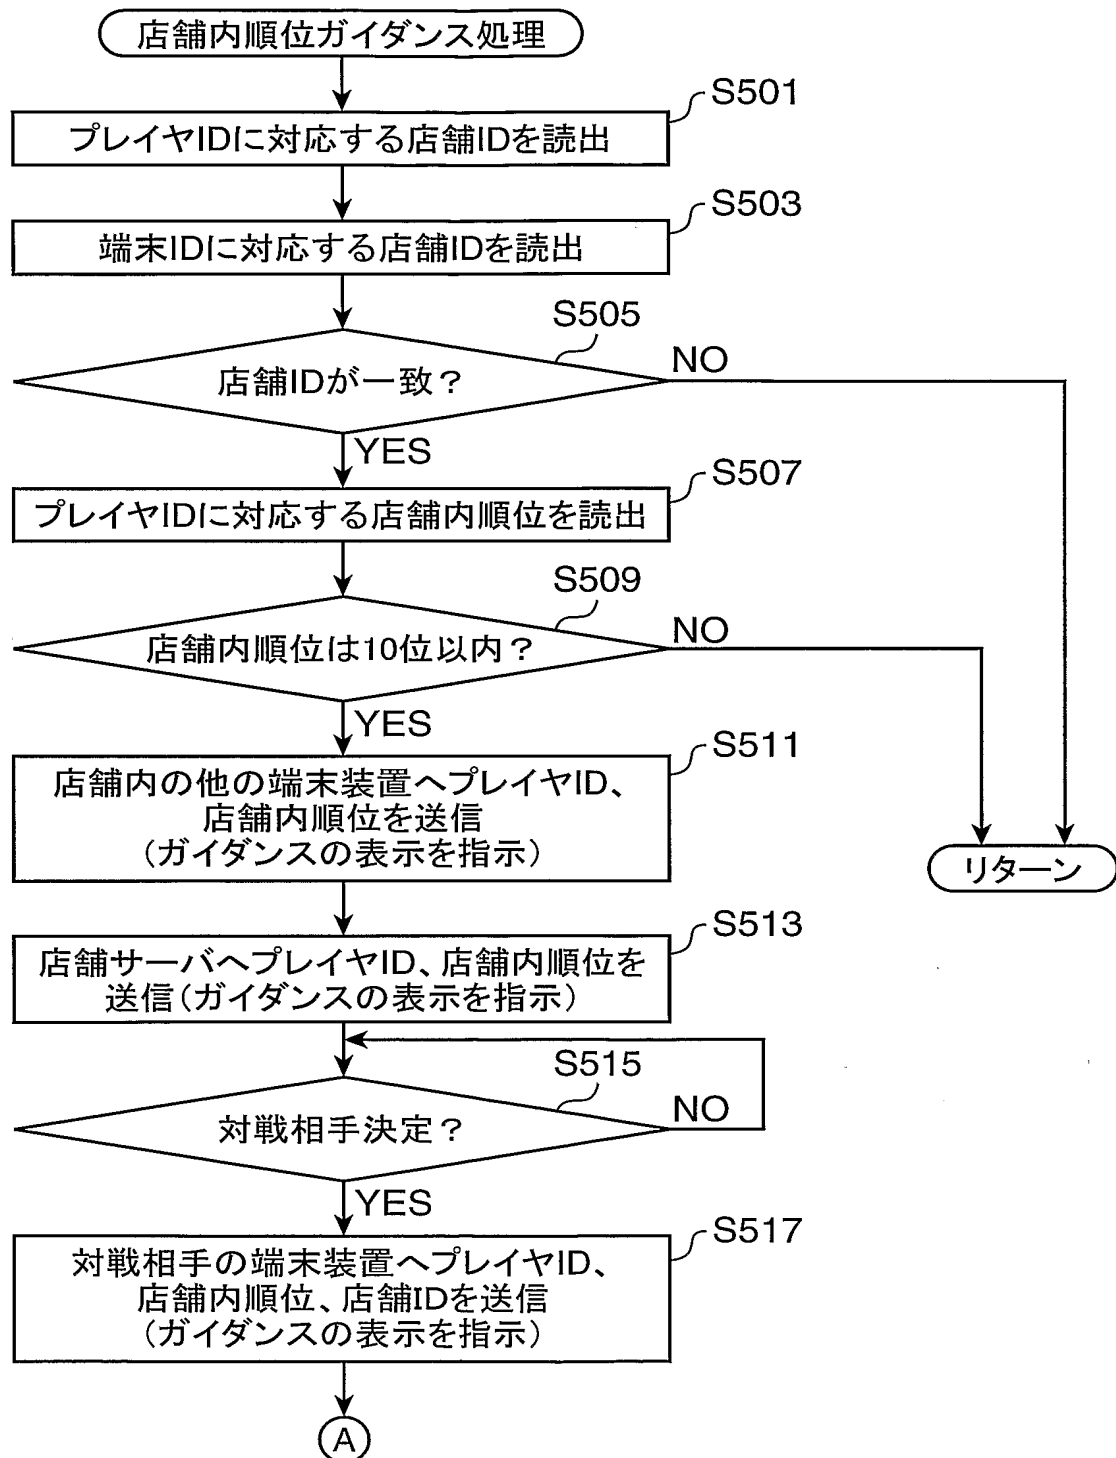 店舗内順位ガイダンス処理
S501
プレイヤIDに対応する店舗IDを読出
S503
端末IDに対応する店舗IDを読出
S505
店舗IDが一致？
NO
YES
S507
プレイヤIDに対応する店舗内順位を読出
S509
店舗内順位は10位以内？
NO
YES
S511
店舗内の他の端末装置へプレイヤID、
店舗内順位を送信
（ガイダンスの表示を指示）
リターン
S513
店舗サーバへプレイヤID、店舗内順位を
送信（ガイダンスの表示を指示）
S515
対戦相手決定？
NO
YES
S517
対戦相手の端末装置へプレイヤID、
店舗内順位、店舗IDを送信
（ガイダンスの表示を指示）
A